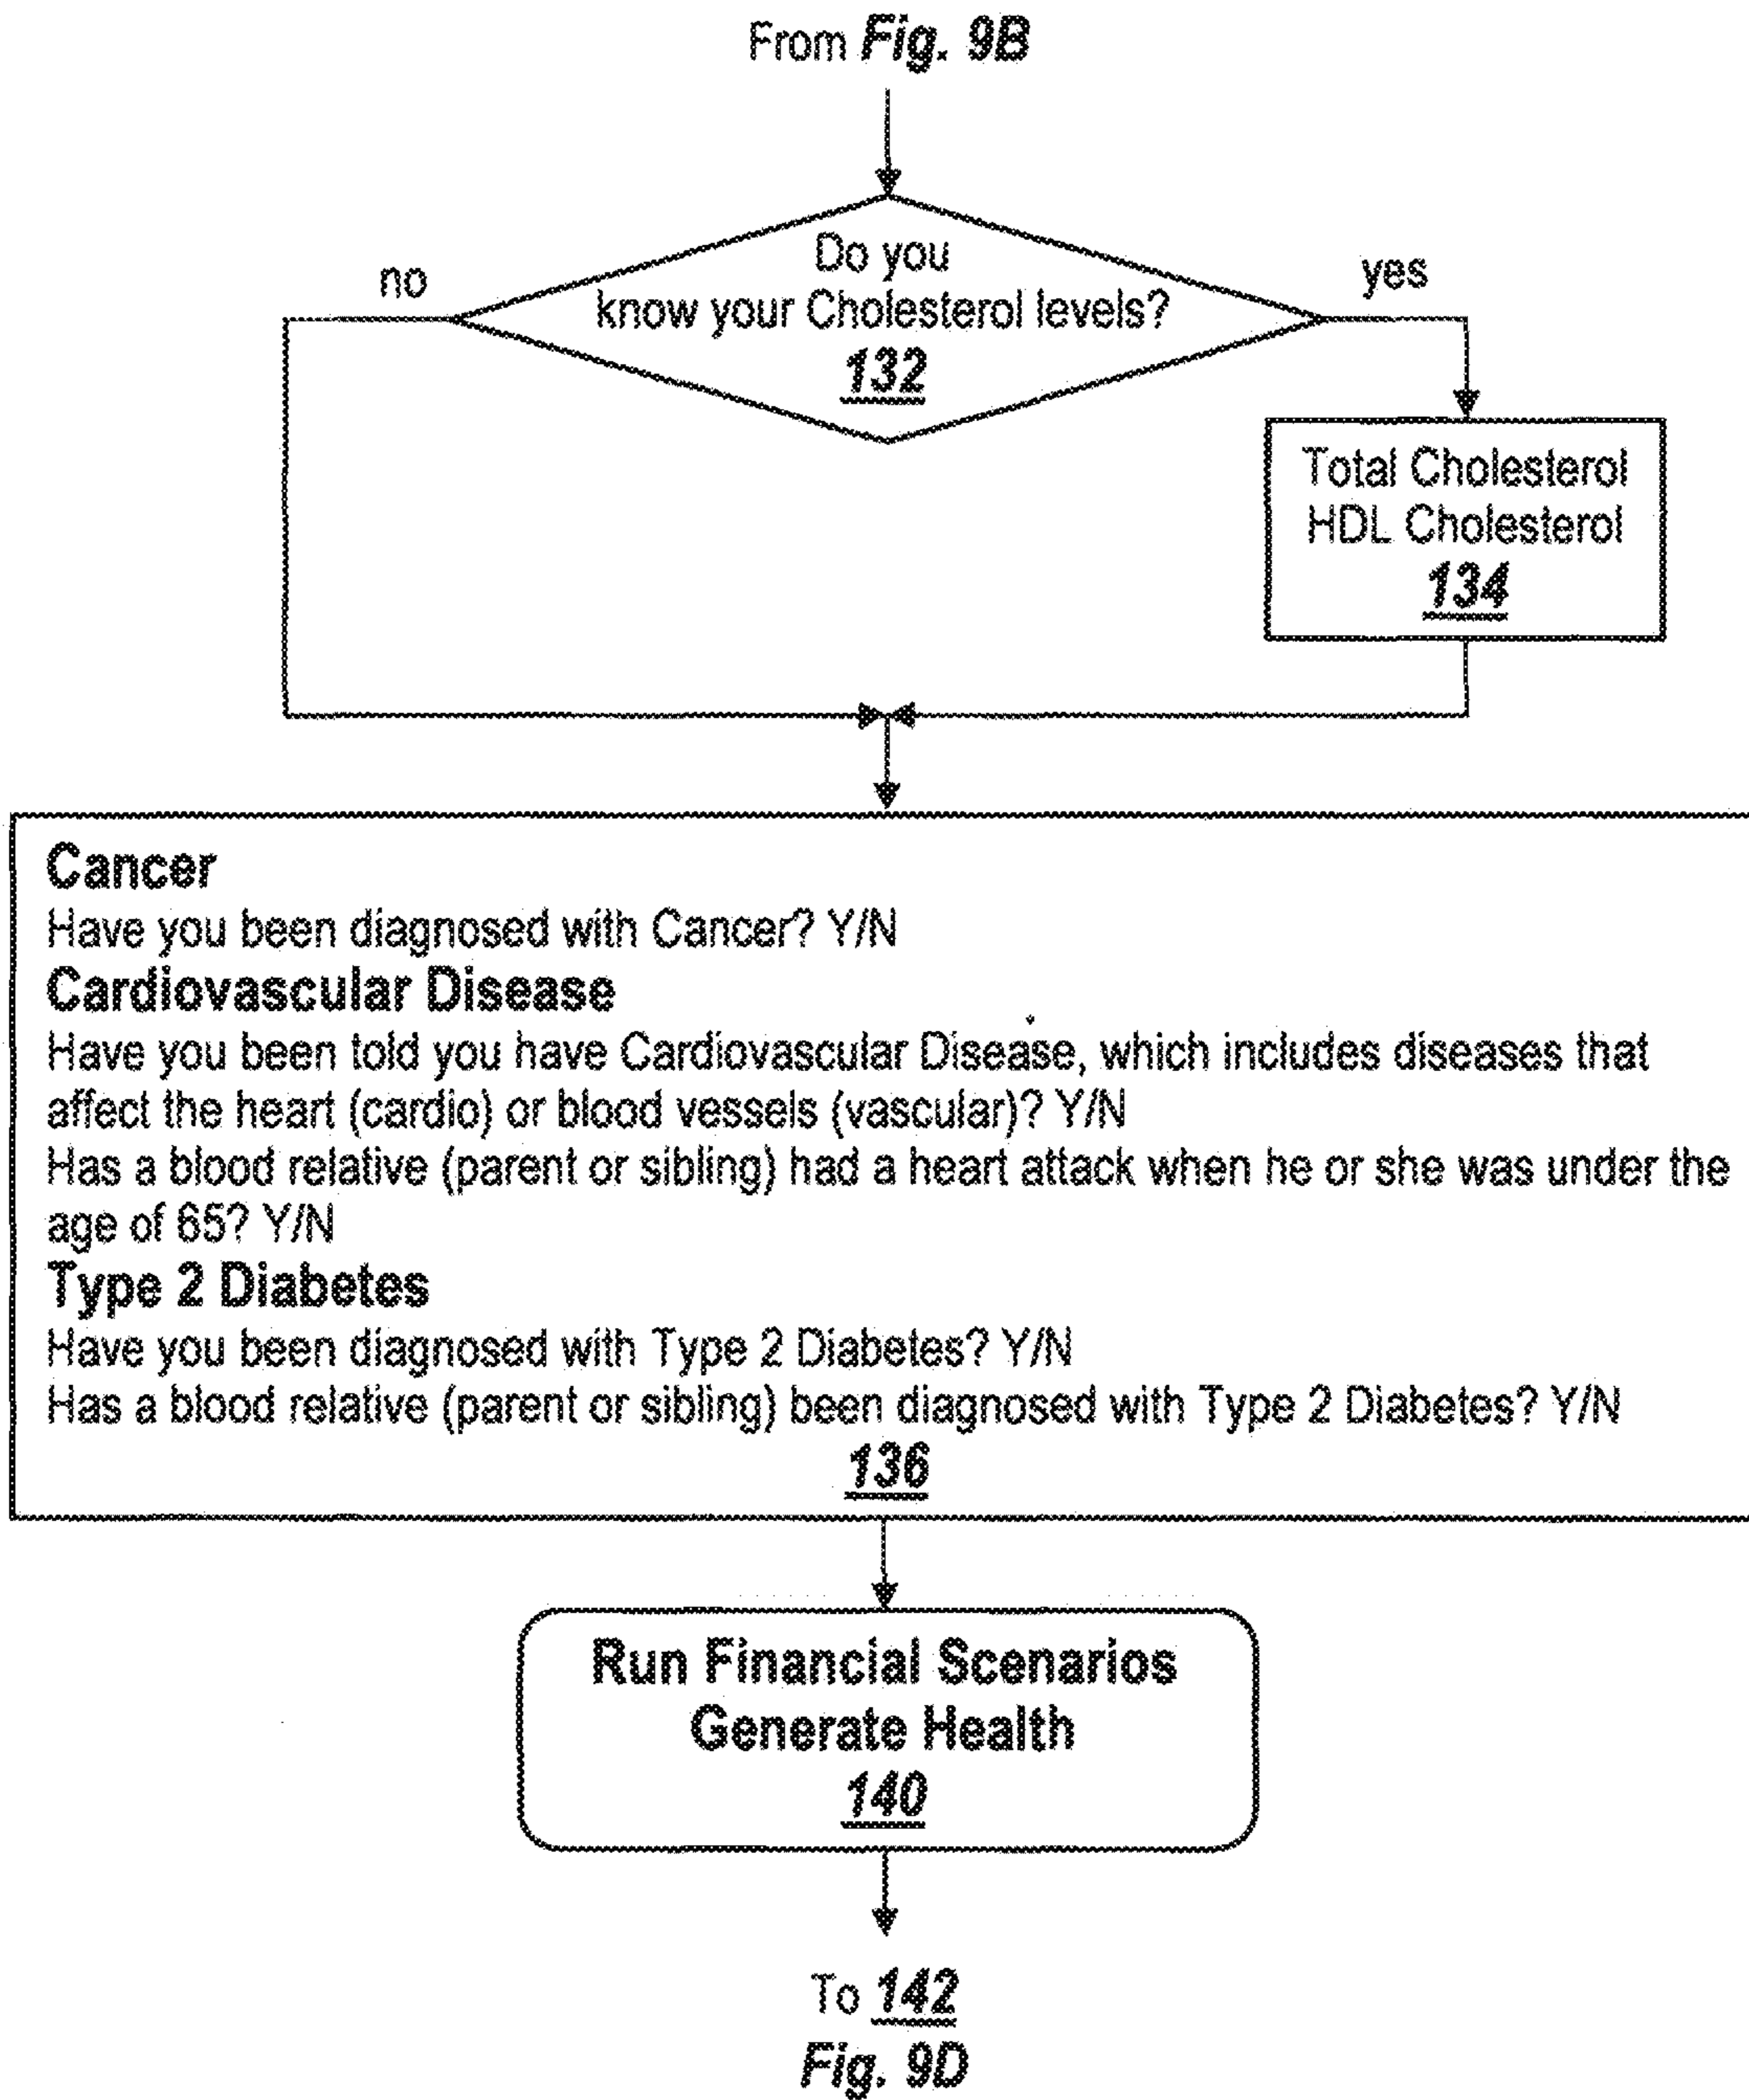 From Fig. 9B
Do you
know your Cholesterol levels?
132
no
yes
Total Cholesterol
HDL Cholesterol
134
Cancer
Have you been diagnosed with Cancer? Y/N
Cardiovascular Disease
Have you been told you have Cardiovascular Disease, which includes diseases that
affect the heart (cardio) or blood vessels (vascular)? Y/N
Has a blood relative (parent or sibling) had a heart attack when he or she was under the
age of 65? Y/N
Type 2 Diabetes
Have you been diagnosed with Type 2 Diabetes? Y/N
Has a blood relative (parent or sibling) been diagnosed with Type 2 Diabetes? Y/N
136
Run Financial Scenarios
Generate Health
140
To 142
Fig. 9D